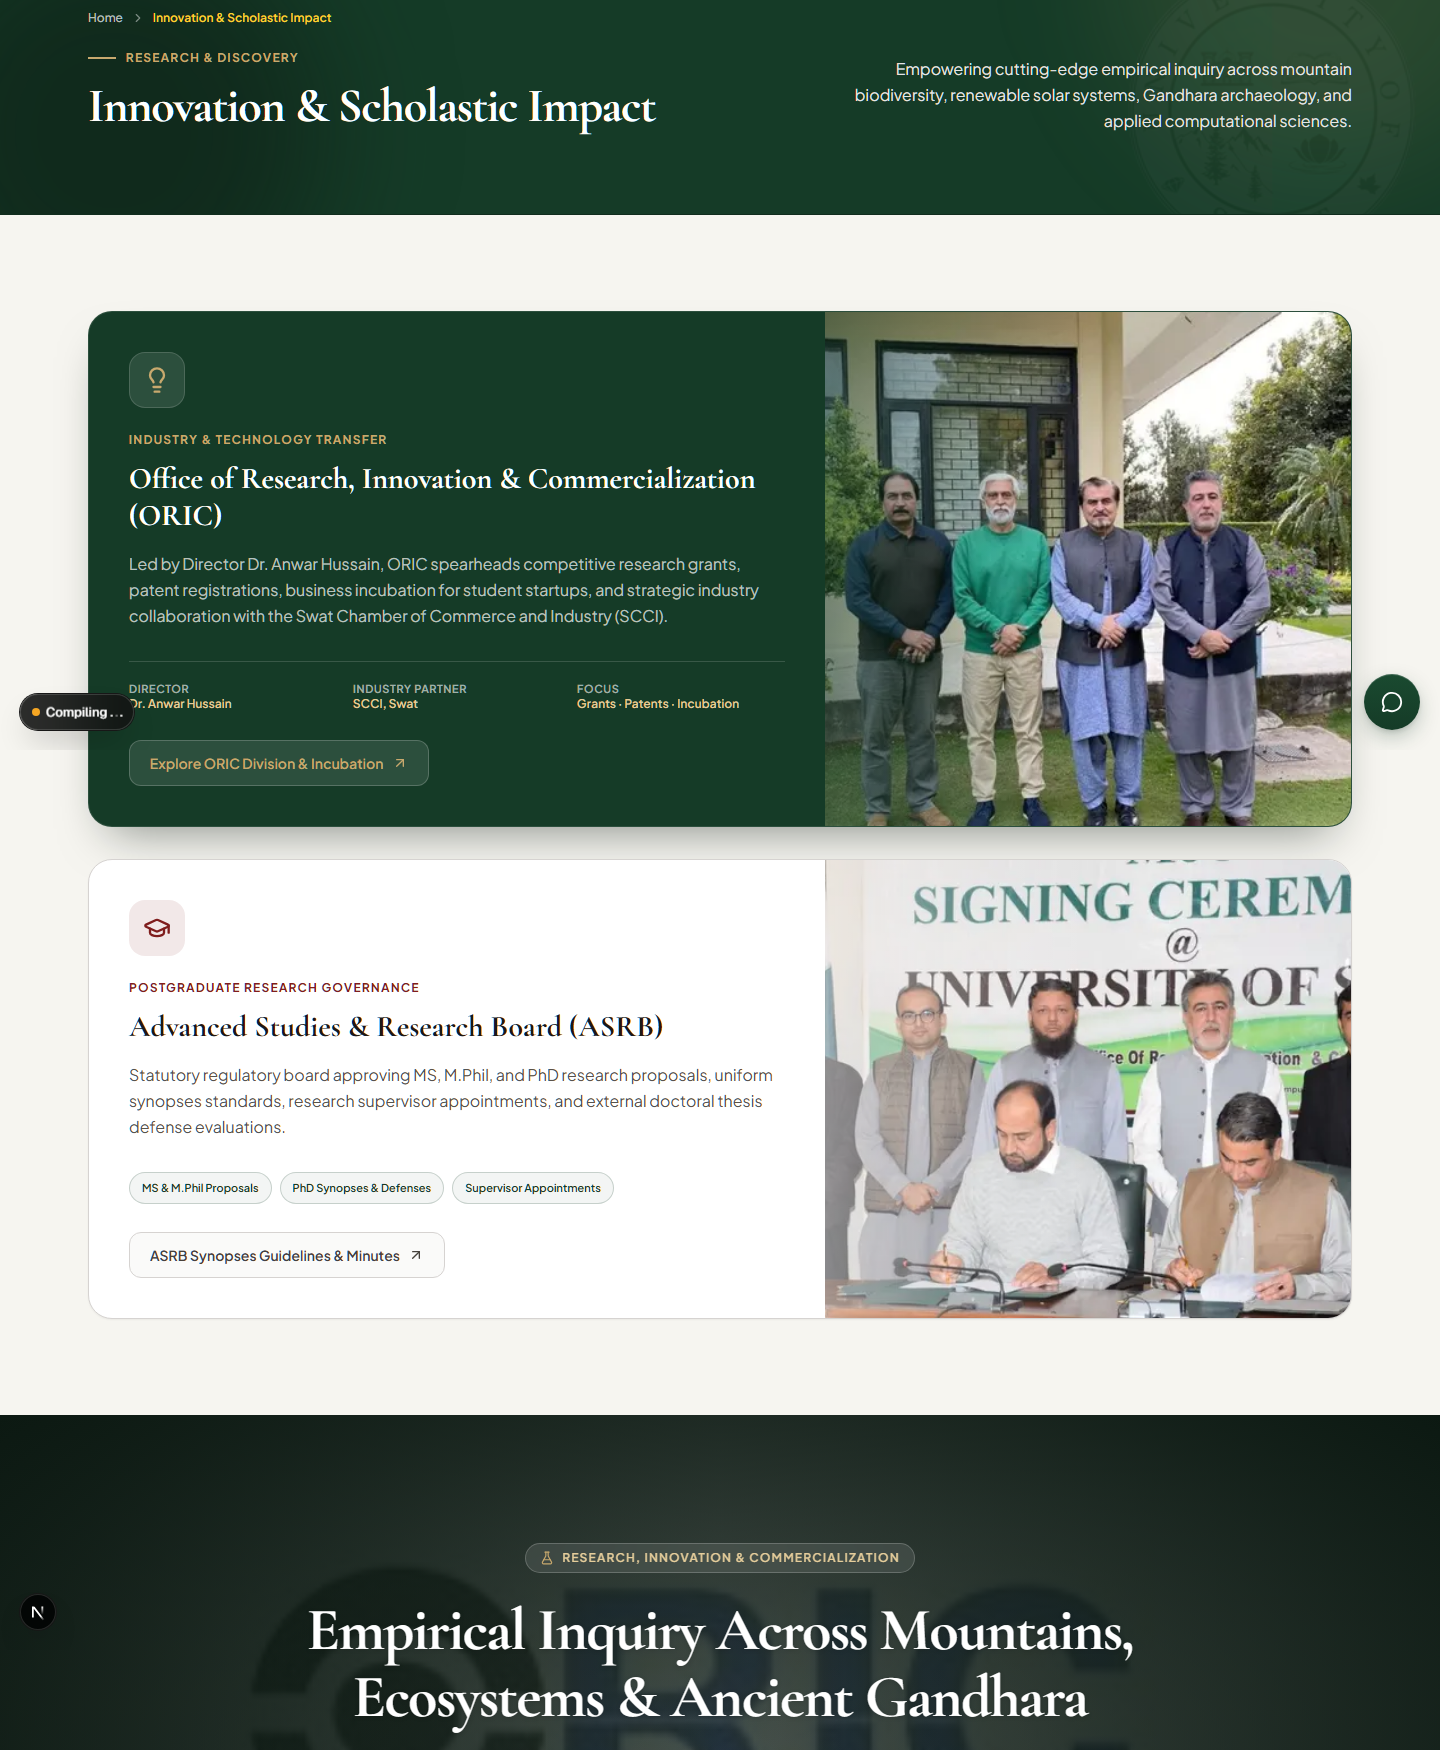 Home > Innovation & Scholastic Impact
RESEARCH & DISCOVERY
Innovation & Scholastic Impact
Empowering cutting-edge empirical inquiry across mountain
biodiversity, renewable solar systems, Gandhara archaeology, and
applied computational sciences.
INDUSTRY & TECHNOLOGY TRANSFER
Office of Research, Innovation & Commercialization
(ORIC)
Led by Director Dr. Anwar Hussain, ORIC spearheads competitive research grants,
patent registrations, business incubation for student startups, and strategic industry
collaboration with the Swat Chamber of Commerce and Industry (SCCI).
DIRECTOR
Dr. Anwar Hussain
INDUSTRY PARTNER
SCCI, Swat
FOCUS
Grants · Patents · Incubation
Compiling ...
Explore ORIC Division & Incubation
SIGNING CEREM
@
UNIVERSITY OF S
POSTGRADUATE RESEARCH GOVERNANCE
Advanced Studies & Research Board (ASRB)
Statutory regulatory board approving MS, M.Phil, and PhD research proposals, uniform
synopses standards, research supervisor appointments, and external doctoral thesis
defense evaluations.
MS & M.Phil Proposals
PhD Synopses & Defenses
Supervisor Appointments
ASRB Synopses Guidelines & Minutes
RESEARCH, INNOVATION & COMMERCIALIZATION
Empirical Inquiry Across Mountains,
Ecosystems & Ancient Gandhara
N